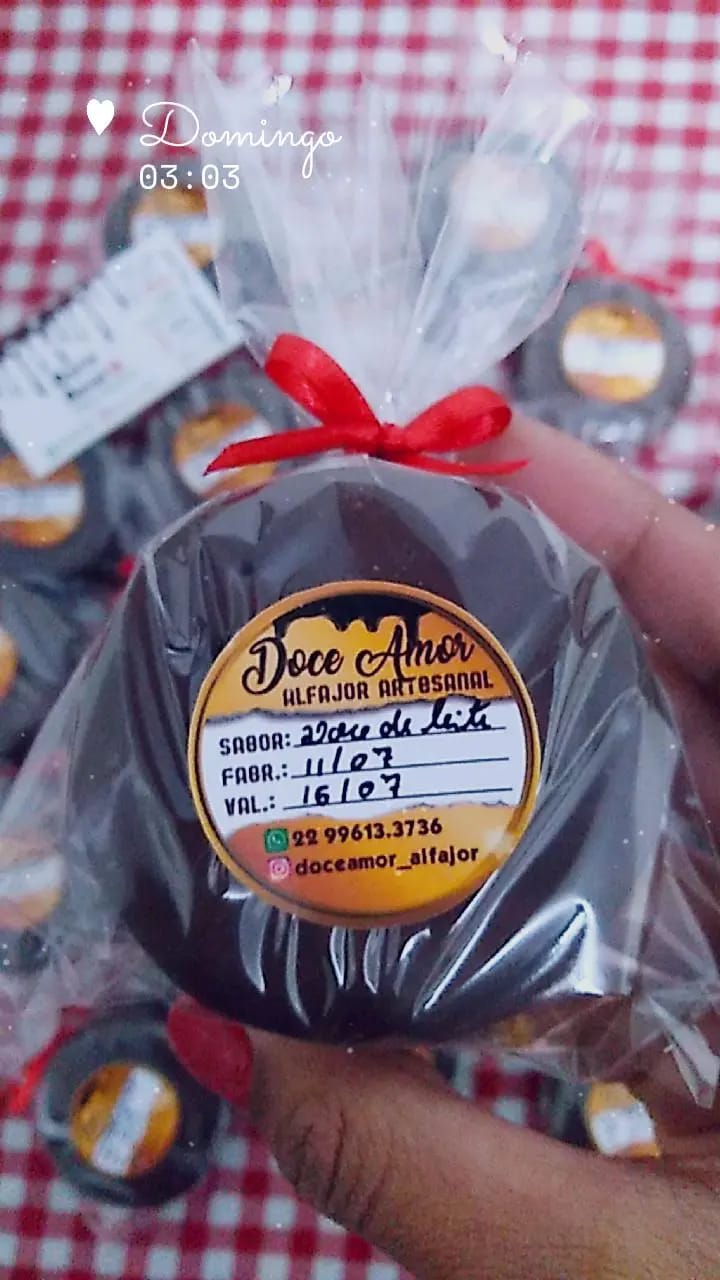 Domingo
03:03
Doce Amor
ALFAJOR ARTESANAL
SABOR: Doce de leite
FABR.: 11/07
VAL.: 16/07
22 99613.3736
doceamor_alfajor